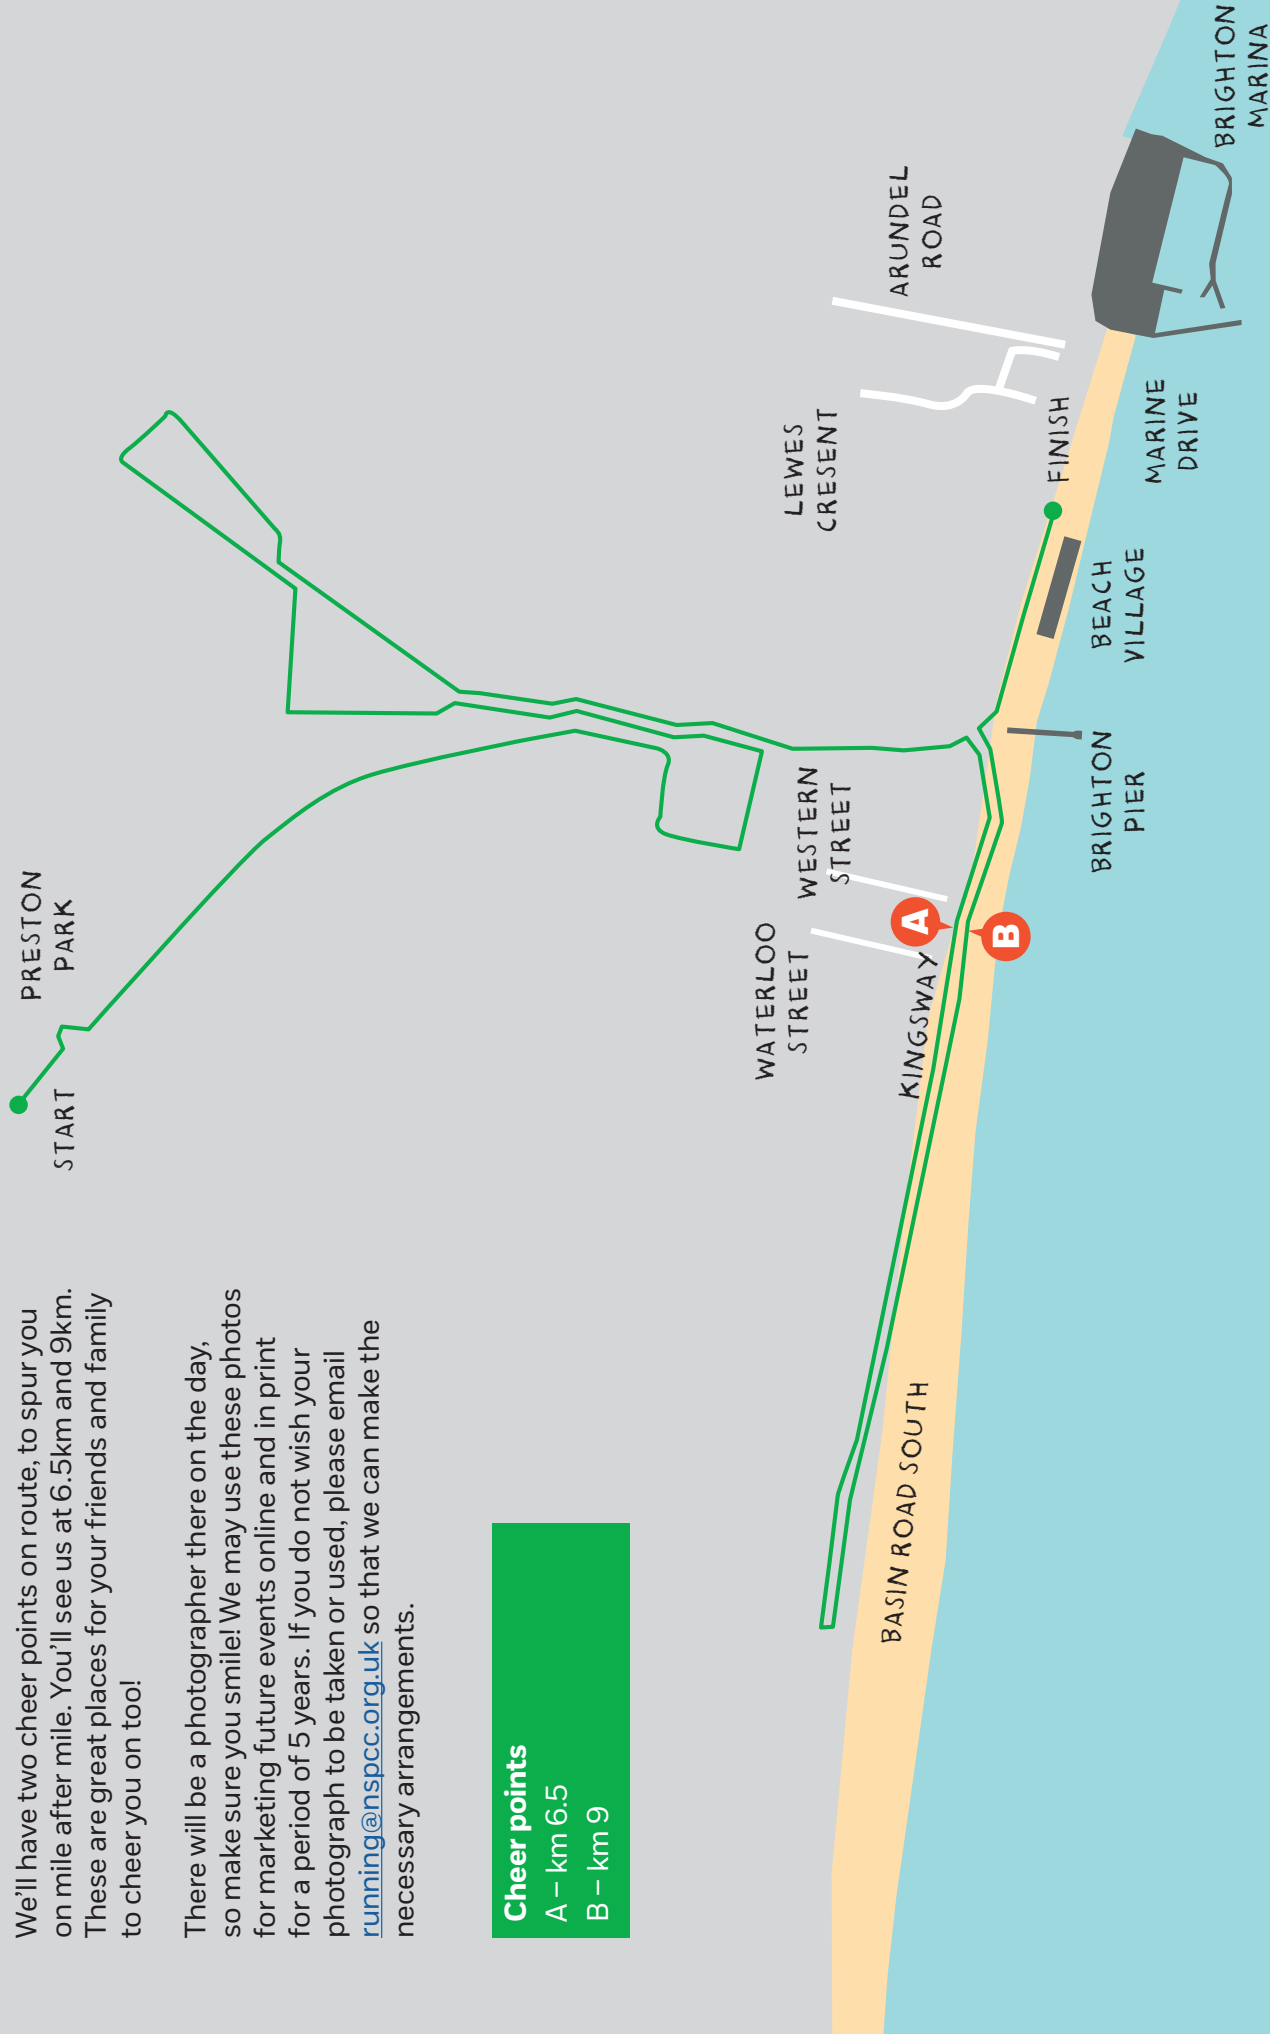 We'll have two cheer points on route, to spur you
on mile after mile. You'll see us at 6.5km and 9km.
These are great places for your friends and family
to cheer you on too!
There will be a photographer there on the day,
so make sure you smile! We may use these photos
for marketing future events online and in print
for a period of 5 years. If you do not wish your
photograph to be taken or used, please email
running@nspcc.org.uk so that we can make the
necessary arrangements.
Cheer points
A – km 6.5
B – km 9
START
PRESTON
PARK
WATERLOO
STREET
WESTERN
STREET
LEWES
CRESENT
ARUNDEL
ROAD
KINGSWAY
A
B
BASIN ROAD SOUTH
BRIGHTON
PIER
BEACH
VILLAGE
FINISH
MARINE
DRIVE
BRIGHTON
MARINA